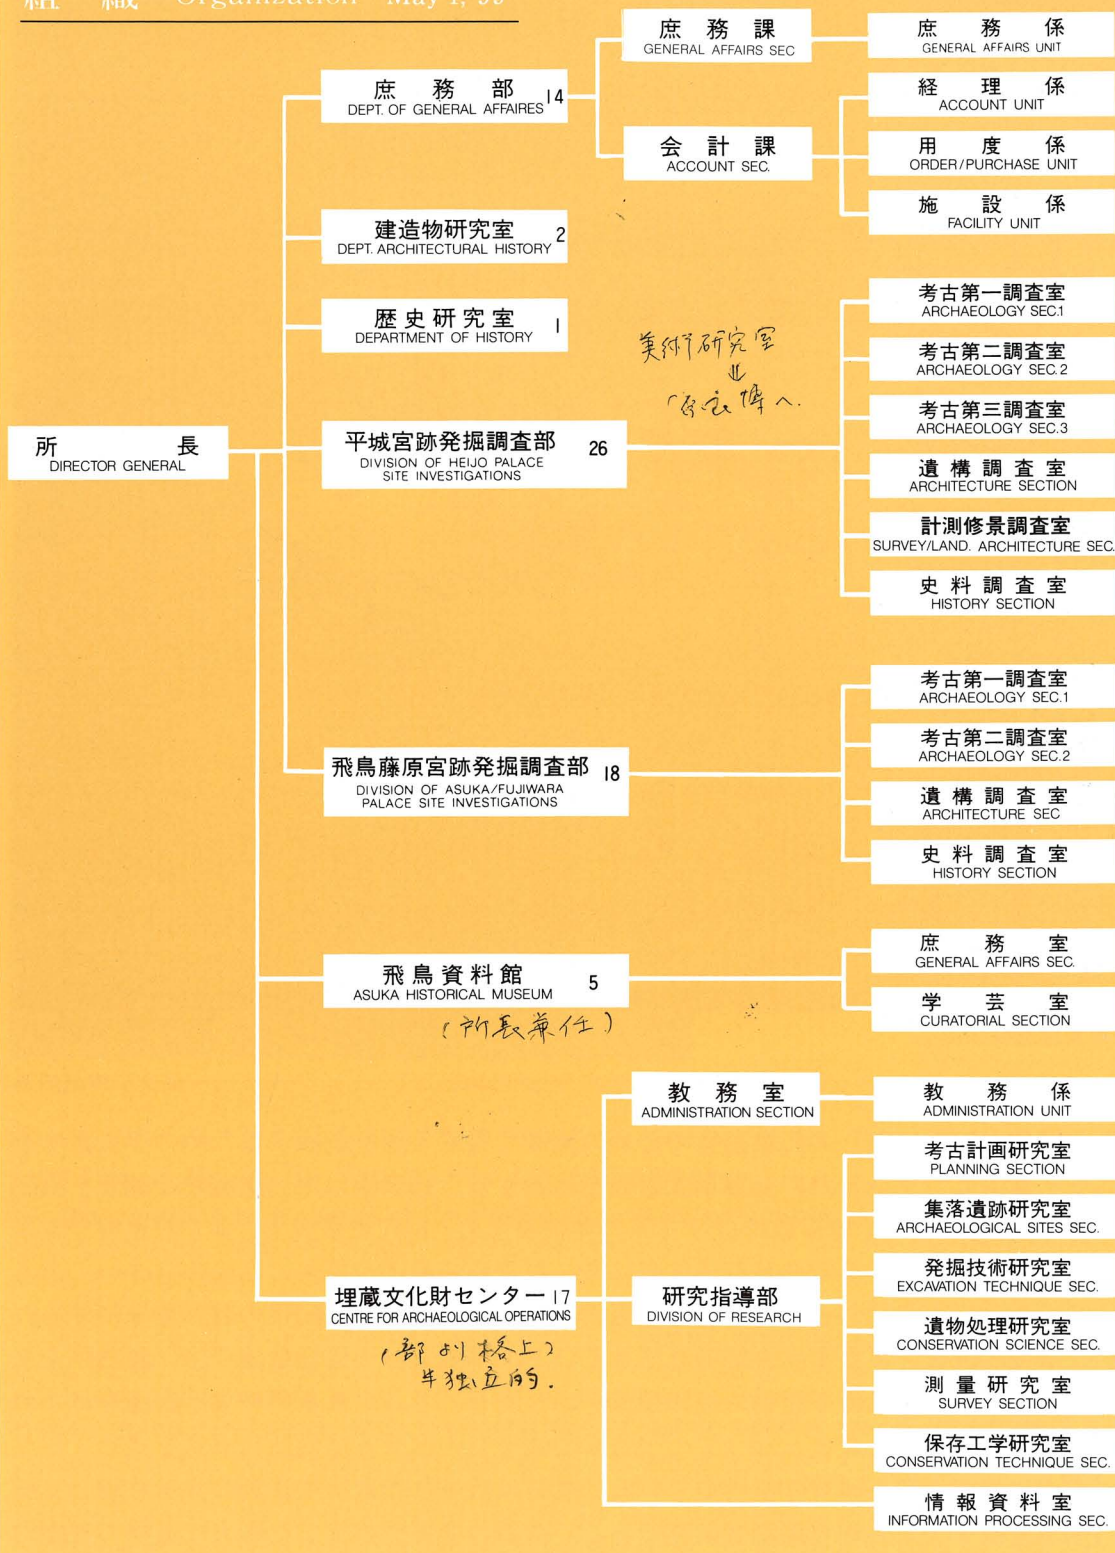 組 織 Organization May 1, '99
庶務課
GENERAL AFFAIRS SEC
庶務係
GENERAL AFFAIRS UNIT
庶務部 14
DEPT. OF GENERAL AFFAIRES
経理係
ACCOUNT UNIT
会計課
ACCOUNT SEC.
用度係
ORDER/PURCHASE UNIT
施設係
FACILITY UNIT
建造物研究室 2
DEPT. ARCHITECTURAL HISTORY
歴史研究室 1
DEPARTMENT OF HISTORY
美術研究室
⇓
博へ.
所長
DIRECTOR GENERAL
平城宮跡発掘調査部 26
DIVISION OF HEIJO PALACE
SITE INVESTIGATIONS
考古第一調査室
ARCHAEOLOGY SEC.1
考古第二調査室
ARCHAEOLOGY SEC.2
考古第三調査室
ARCHAEOLOGY SEC.3
遺構調査室
ARCHITECTURE SECTION
計測修景調査室
SURVEY/LAND. ARCHITECTURE SEC.
史料調査室
HISTORY SECTION
飛鳥藤原宮跡発掘調査部 18
DIVISION OF ASUKA/FUJIWARA
PALACE SITE INVESTIGATIONS
考古第一調査室
ARCHAEOLOGY SEC.1
考古第二調査室
ARCHAEOLOGY SEC.2
遺構調査室
ARCHITECTURE SEC
史料調査室
HISTORY SECTION
飛鳥資料館 5
ASUKA HISTORICAL MUSEUM
(所長兼任)
庶務室
GENERAL AFFAIRS SEC.
学芸室
CURATORIAL SECTION
埋蔵文化財センター 17
CENTRE FOR ARCHAEOLOGICAL OPERATIONS
(部より格上)
半独立的.
教務室
ADMINISTRATION SECTION
教務係
ADMINISTRATION UNIT
研究指導部
DIVISION OF RESEARCH
考古計画研究室
PLANNING SECTION
集落遺跡研究室
ARCHAEOLOGICAL SITES SEC.
発掘技術研究室
EXCAVATION TECHNIQUE SEC.
遺物処理研究室
CONSERVATION SCIENCE SEC.
測量研究室
SURVEY SECTION
保存工学研究室
CONSERVATION TECHNIQUE SEC.
情報資料室
INFORMATION PROCESSING SEC.